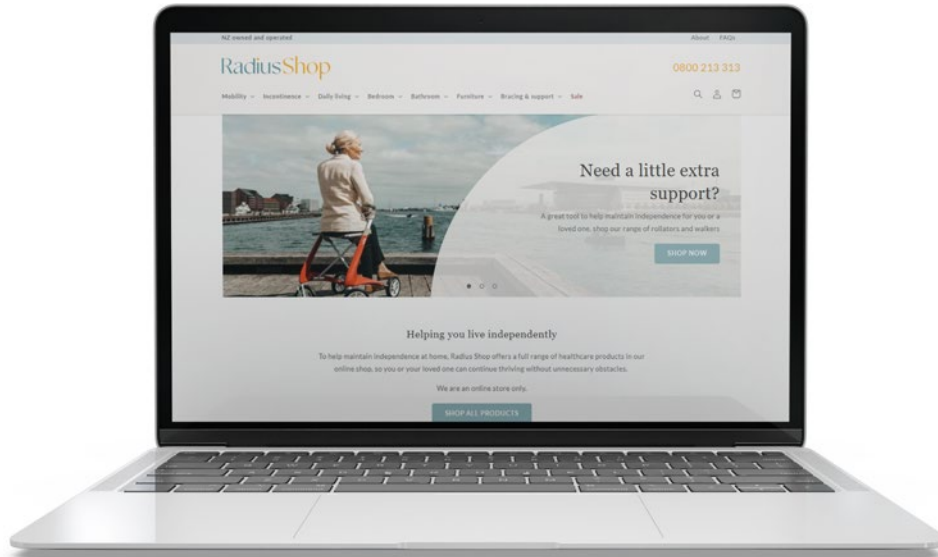 NZ owned and operated
About FAQs
RadiusShop
0800 213 313
Mobility Incontinence Daily living Bedroom Bathroom Furniture Bracing & support Sale
Need a little extra
support?
A great tool to help maintain independence for you or a
loved one, shop our range of rollators and walkers
SHOP NOW
Helping you live independently
To help maintain independence at home, Radius Shop offers a full range of healthcare products in our
online shop, so you or your loved one can continue thriving without unnecessary obstacles.
We are an online store only.
SHOP ALL PRODUCTS